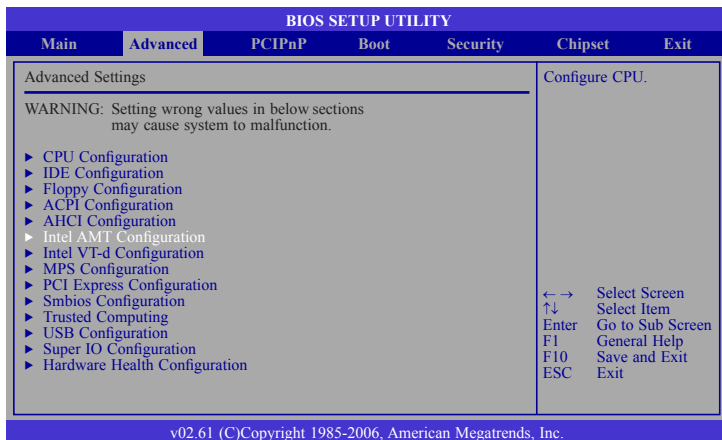 BIOS SETUP UTILITY
Main Advanced PCIPnP Boot Security Chipset Exit
Advanced Settings
WARNING: Setting wrong values in below sections
may cause system to malfunction.
► CPU Configuration
► IDE Configuration
► Floppy Configuration
► ACPI Configuration
► AHCI Configuration
► Intel AMT Configuration
► Intel VT-d Configuration
► MPS Configuration
► PCI Express Configuration
► Smbios Configuration
► Trusted Computing
► USB Configuration
► Super IO Configuration
► Hardware Health Configuration
Configure CPU.
←→ Select Screen
↑↓ Select Item
Enter Go to Sub Screen
F1 General Help
F10 Save and Exit
ESC Exit
v02.61 (C)Copyright 1985-2006, American Megatrends, Inc.